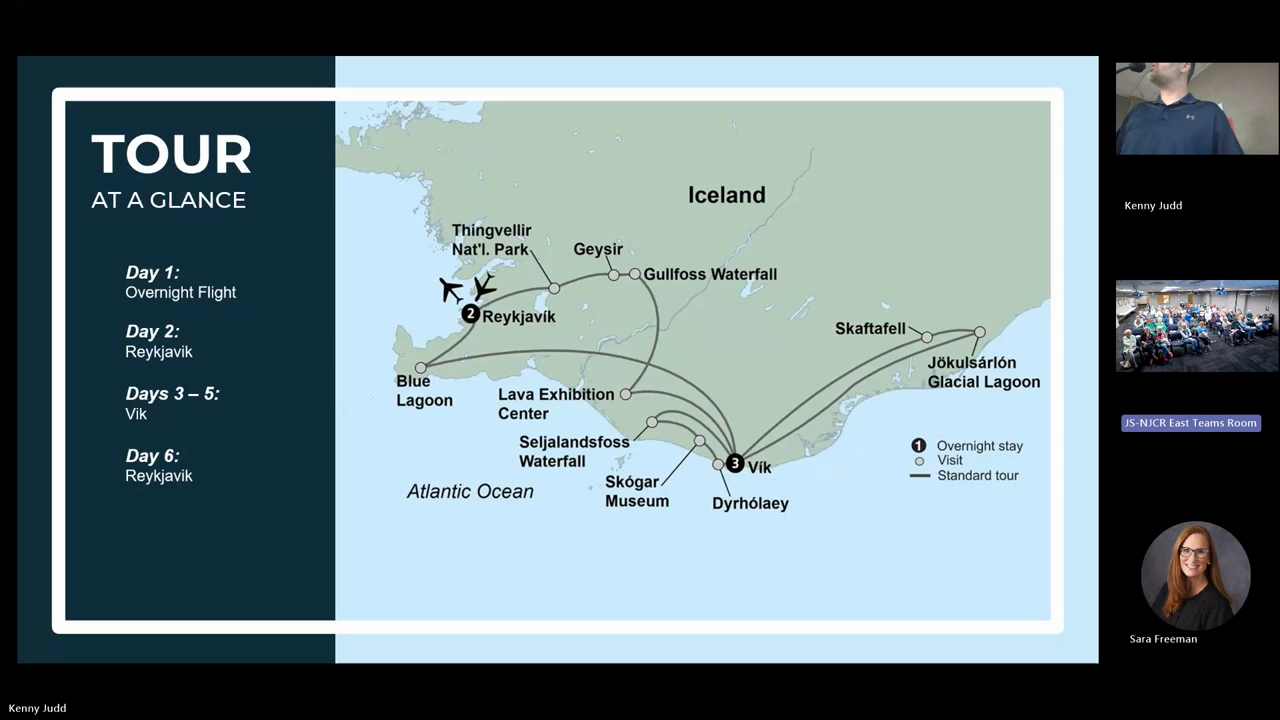 TOUR
AT A GLANCE
Day 1:
Overnight Flight
Day 2:
Reykjavik
Days 3 – 5:
Vik
Day 6:
Reykjavik
Iceland
Thingvellir
Nat'l. Park
Geysir
Gullfoss Waterfall
2
Reykjavík
Blue
Lagoon
Lava Exhibition
Center
Seljalandsfoss
Waterfall
Skógar
Museum
3
Vík
Dyrhólaey
Skaftafell
Jökulsárlón
Glacial Lagoon
Atlantic Ocean
1 Overnight stay
Visit
Standard tour
Kenny Judd
JS-NJCR East Teams Room
Sara Freeman
Kenny Judd